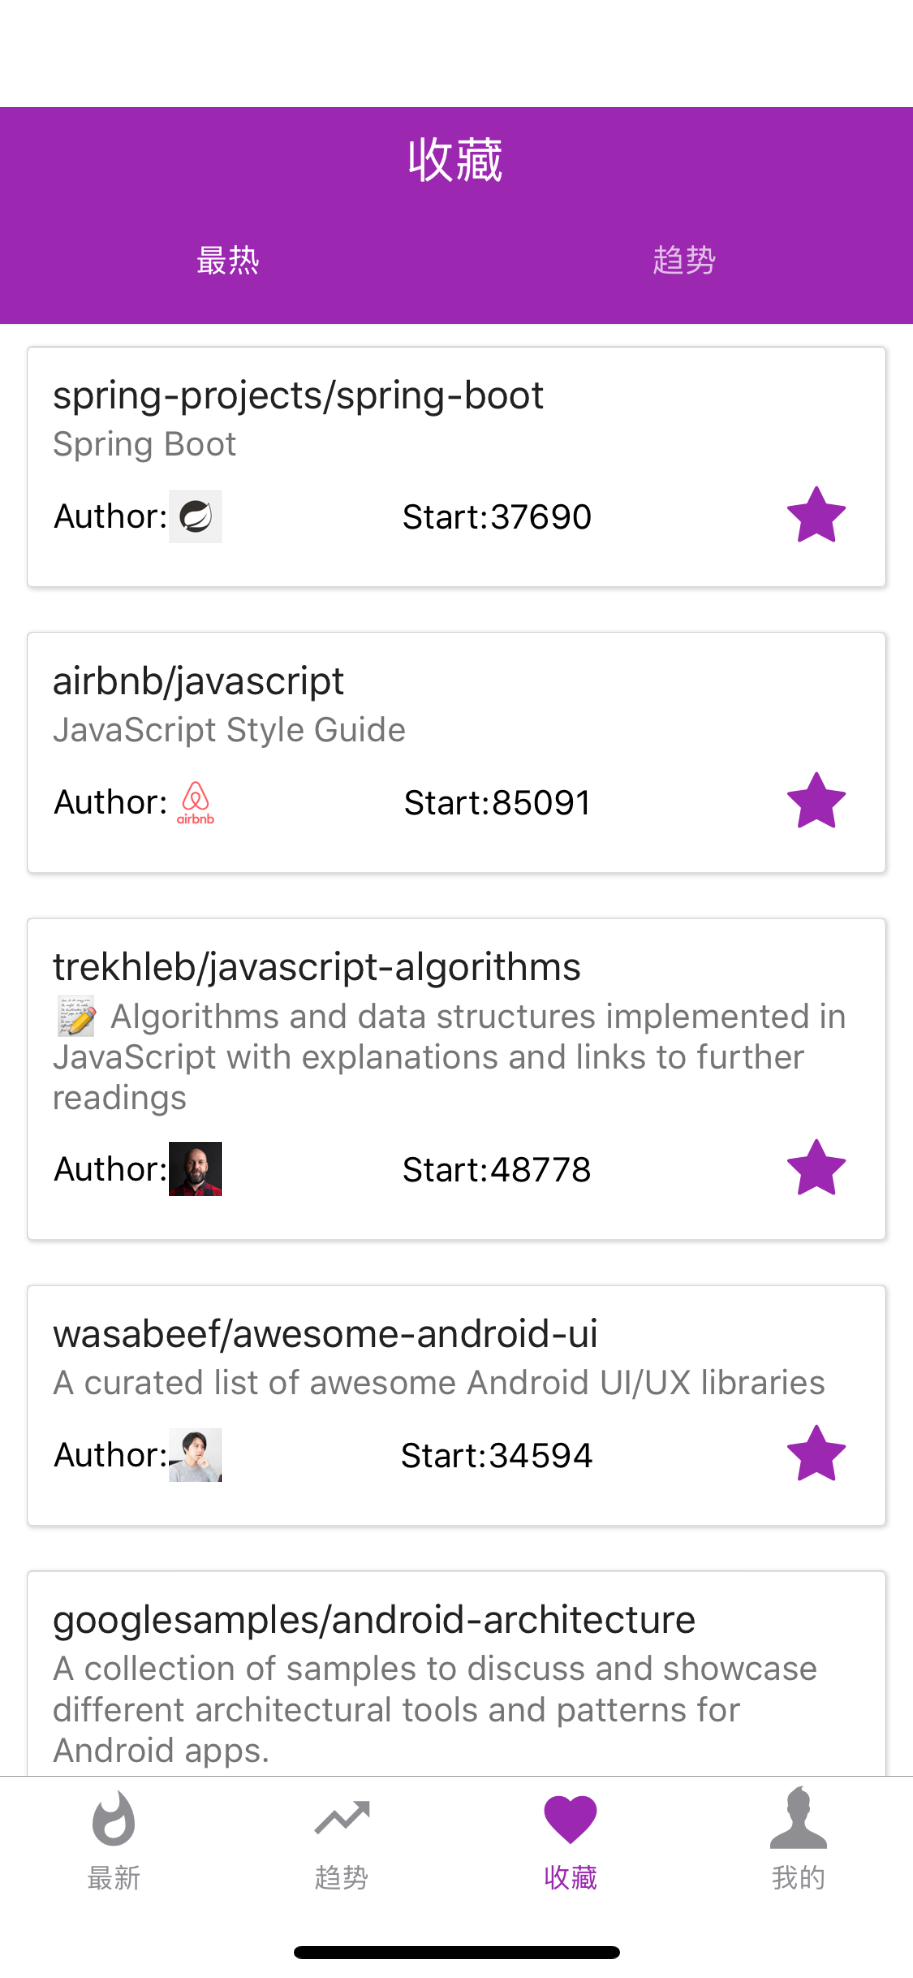 收藏
最热
趋势
spring-projects/spring-boot
Spring Boot
Author:
Start:37690
airbnb/javascript
JavaScript Style Guide
Author:
airbnb
Start:85091
trekhleb/javascript-algorithms
📝 Algorithms and data structures implemented in
JavaScript with explanations and links to further
readings
Author:
Start:48778
wasabeef/awesome-android-ui
A curated list of awesome Android UI/UX libraries
Author:
Start:34594
googlesamples/android-architecture
A collection of samples to discuss and showcase
different architectural tools and patterns for
Android apps.
最新
趋势
收藏
我的